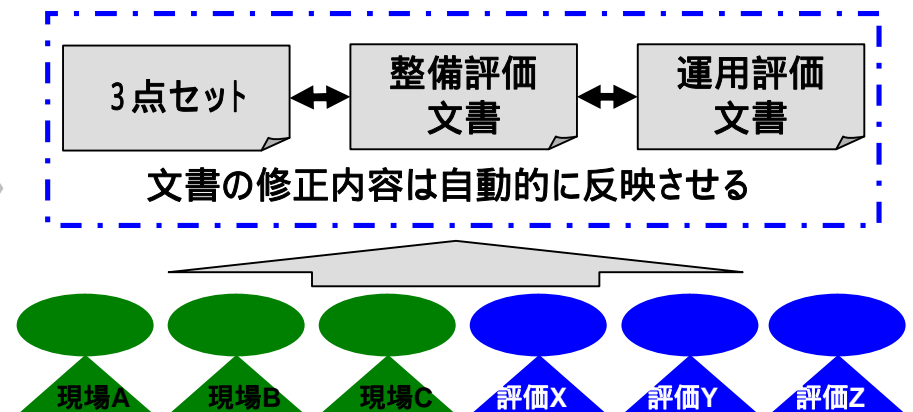 3点セット
整備評価
文書
運用評価
文書
文書の修正内容は自動的に反映させる
現場A
現場B
現場C
評価X
評価Y
評価Z